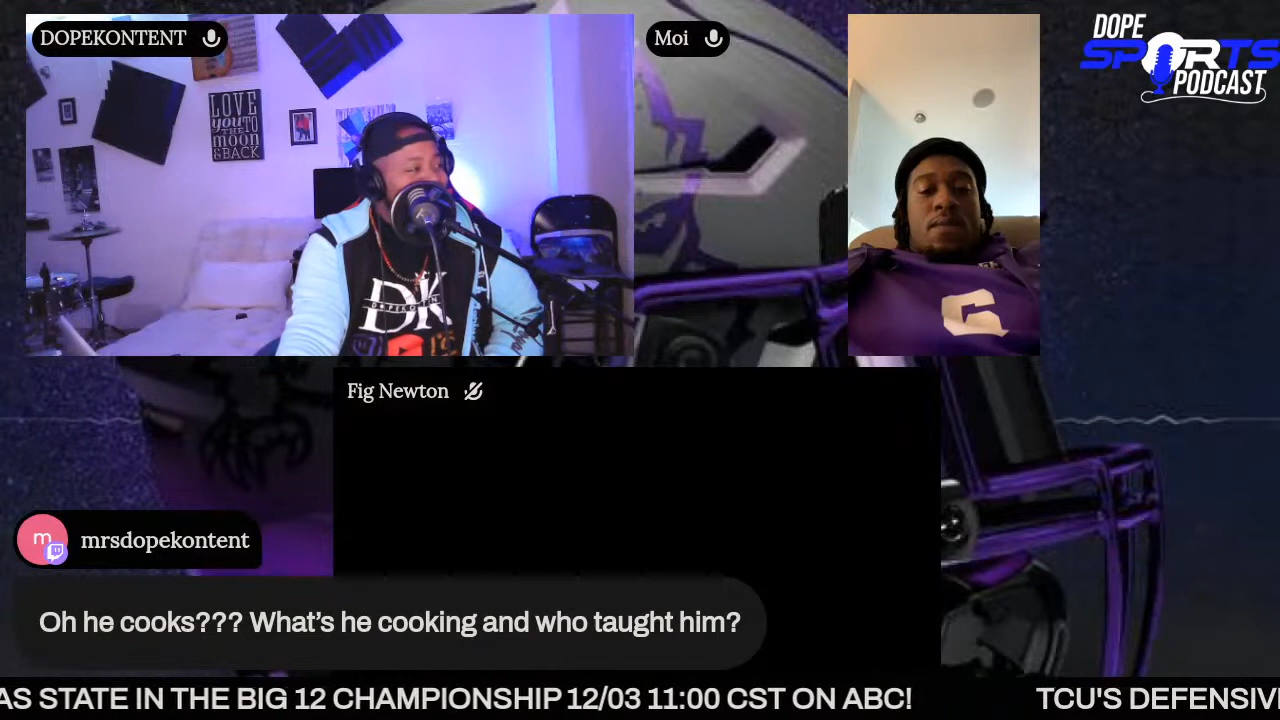 DOPEKONTENT
Moi
DOPE
SPORTS
PODCAST
LOVE
you TO
THE
moon
& BACK
DK
DOPEKONTENT
G
Fig Newton
m
mrsdopekontent
Oh he cooks??? What's he cooking and who taught him?
AS STATE IN THE BIG 12 CHAMPIONSHIP 12/03 11:00 CST ON ABC!
TCU'S DEFENSIV